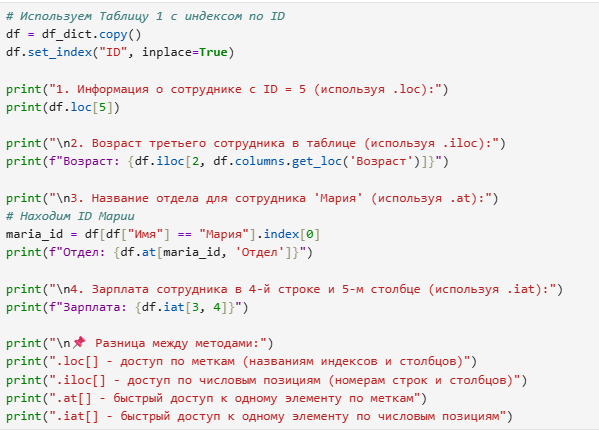 # Используем Таблицу 1 с индексом по ID
df = df_dict.copy()
df.set_index("ID", inplace=True)
print("1. Информация о сотруднике с ID = 5 (используя .loc):")
print(df.loc[5])
print("\n2. Возраст третьего сотрудника в таблице (используя .iloc):")
print(f"Возраст: {df.iloc[2, df.columns.get_loc('Возраст')]}")
print("\n3. Название отдела для сотрудника 'Мария' (используя .at):")
# Находим ID Марии
maria_id = df[df["Имя"] == "Мария"].index[0]
print(f"Отдел: {df.at[maria_id, 'Отдел']}")
print("\n4. Зарплата сотрудника в 4-й строке и 5-м столбце (используя .iat):")
print(f"Зарплата: {df.iat[3, 4]}")
print("\n📌 Разница между методами:")
print(".loc[] - доступ по меткам (названиям индексов и столбцов)")
print(".iloc[] - доступ по числовым позициям (номерам строк и столбцов)")
print(".at[] - быстрый доступ к одному элементу по меткам")
print(".iat[] - быстрый доступ к одному элементу по числовым позициям")